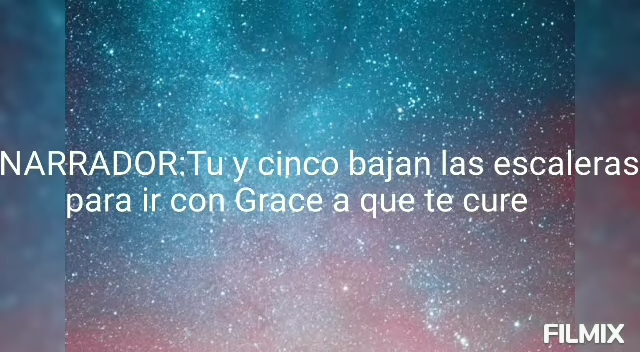 NARRADOR:Tu y cinco bajan las escaleras
para ir con Grace a que te cure
FILMIX